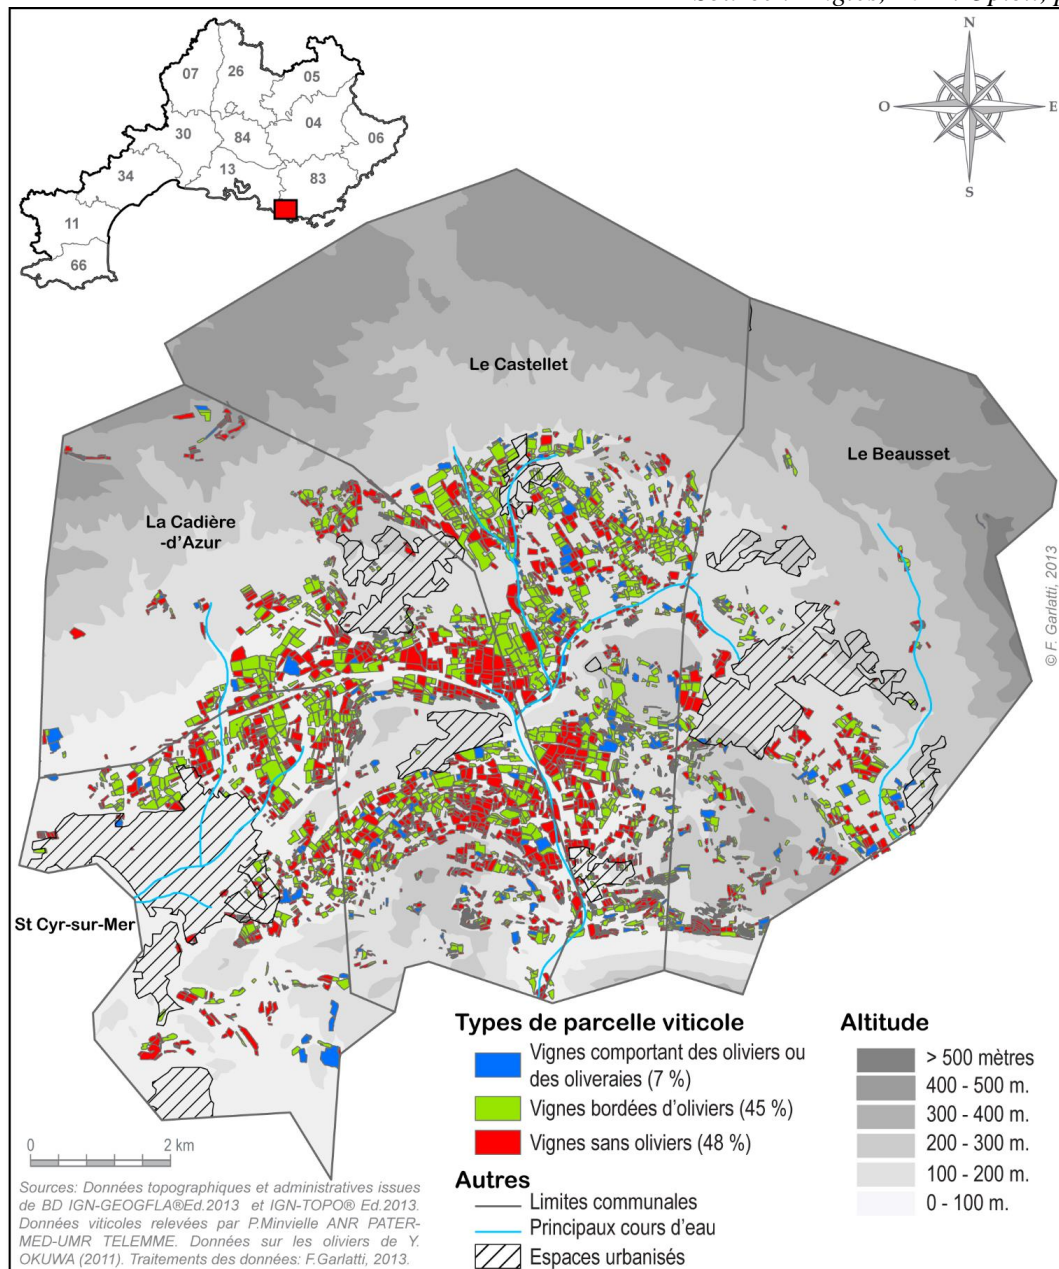 07
26
05
04
06
30
84
34
13
83
11
66
N
O
E
S
Le Castellet
Le Beausset
La Cadière
-d'Azur
© F. Garlatti, 2013
St Cyr-sur-Mer
Types de parcelle viticole
Vignes comportant des oliviers ou
des oliveraies (7 %)
Vignes bordées d'oliviers (45 %)
Vignes sans oliviers (48 %)
Autres
Limites communales
Principaux cours d'eau
Espaces urbanisés
Altitude
> 500 mètres
400 - 500 m.
300 - 400 m.
200 - 300 m.
100 - 200 m.
0 - 100 m.
0
2 km
Sources: Données topographiques et administratives issues
de BD IGN-GEOGFLA®Ed.2013 et IGN-TOPO® Ed.2013.
Données viticoles relevées par P.Minvielle ANR PATER-
MED-UMR TELEMME. Données sur les oliviers de Y.
OKUWA (2011). Traitements des données: F.Garlatti, 2013.